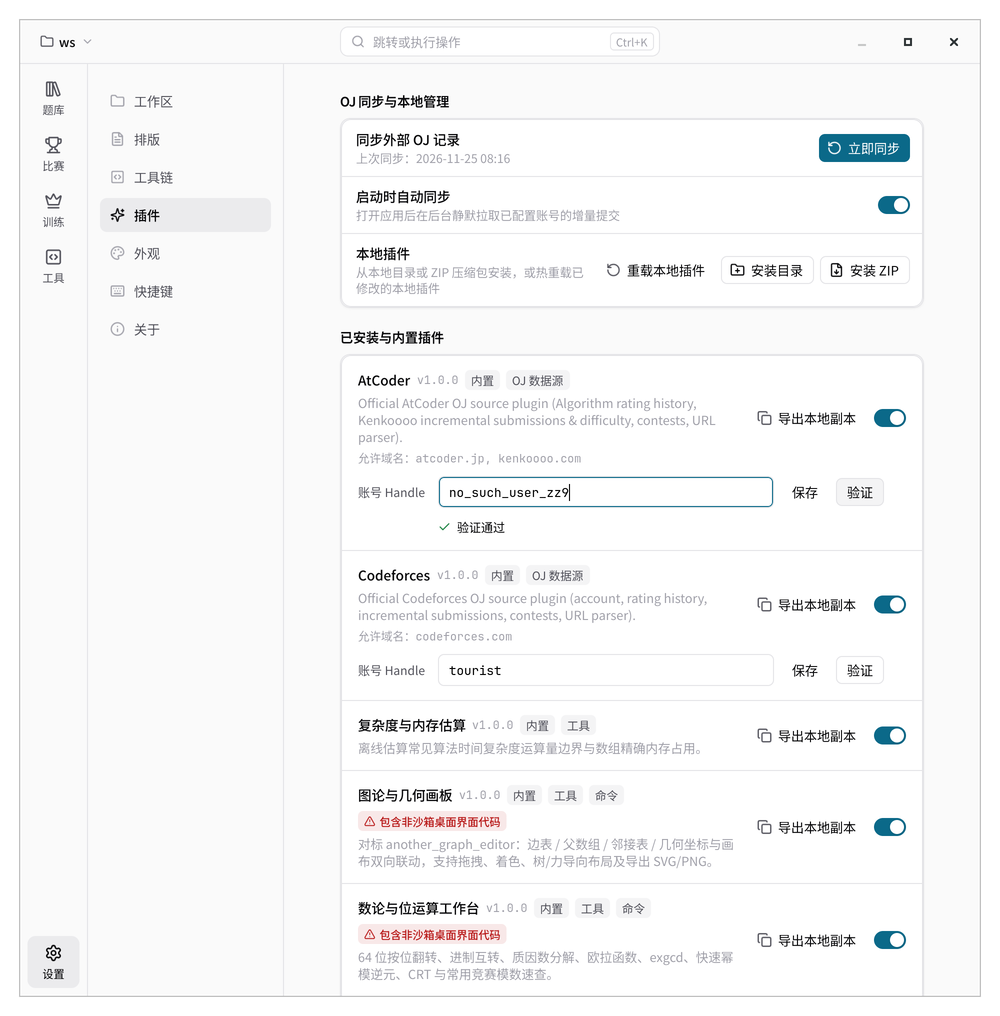 ws
跳转或执行操作
Ctrl+K
题库
比赛
训练
工具
设置
工作区
排版
工具链
插件
外观
快捷键
关于
OJ 同步与本地管理
同步外部 OJ 记录
上次同步：2026-11-25 08:16
立即同步
启动时自动同步
打开应用后在后台静默拉取已配置账号的增量提交
本地插件
从本地目录或 ZIP 压缩包安装，或热重载已
修改的本地插件
重载本地插件
安装目录
安装 ZIP
已安装与内置插件
AtCoder v1.0.0 内置 OJ 数据源
Official AtCoder OJ source plugin (Algorithm rating history,
Kenkoooo incremental submissions & difficulty, contests, URL
parser).
允许域名：atcoder.jp, kenkoooo.com
导出本地副本
账号 Handle
no_such_user_zz9
保存
验证
验证通过
Codeforces v1.0.0 内置 OJ 数据源
Official Codeforces OJ source plugin (account, rating history,
incremental submissions, contests, URL parser).
允许域名：codeforces.com
导出本地副本
账号 Handle
tourist
保存
验证
复杂度与内存估算 v1.0.0 内置 工具
离线估算常见算法时间复杂度运算量边界与数组精确内存占用。
导出本地副本
图论与几何画板 v1.0.0 内置 工具 命令
包含非沙箱桌面界面代码
对标 another_graph_editor：边表 / 父数组 / 邻接表 / 几何坐标与画
布双向联动，支持拖拽、着色、树/力导向布局及导出 SVG/PNG。
导出本地副本
数论与位运算工作台 v1.0.0 内置 工具 命令
包含非沙箱桌面界面代码
64 位按位翻转、进制互转、质因数分解、欧拉函数、exgcd、快速幂
模逆元、CRT 与常用竞赛模数速查。
导出本地副本